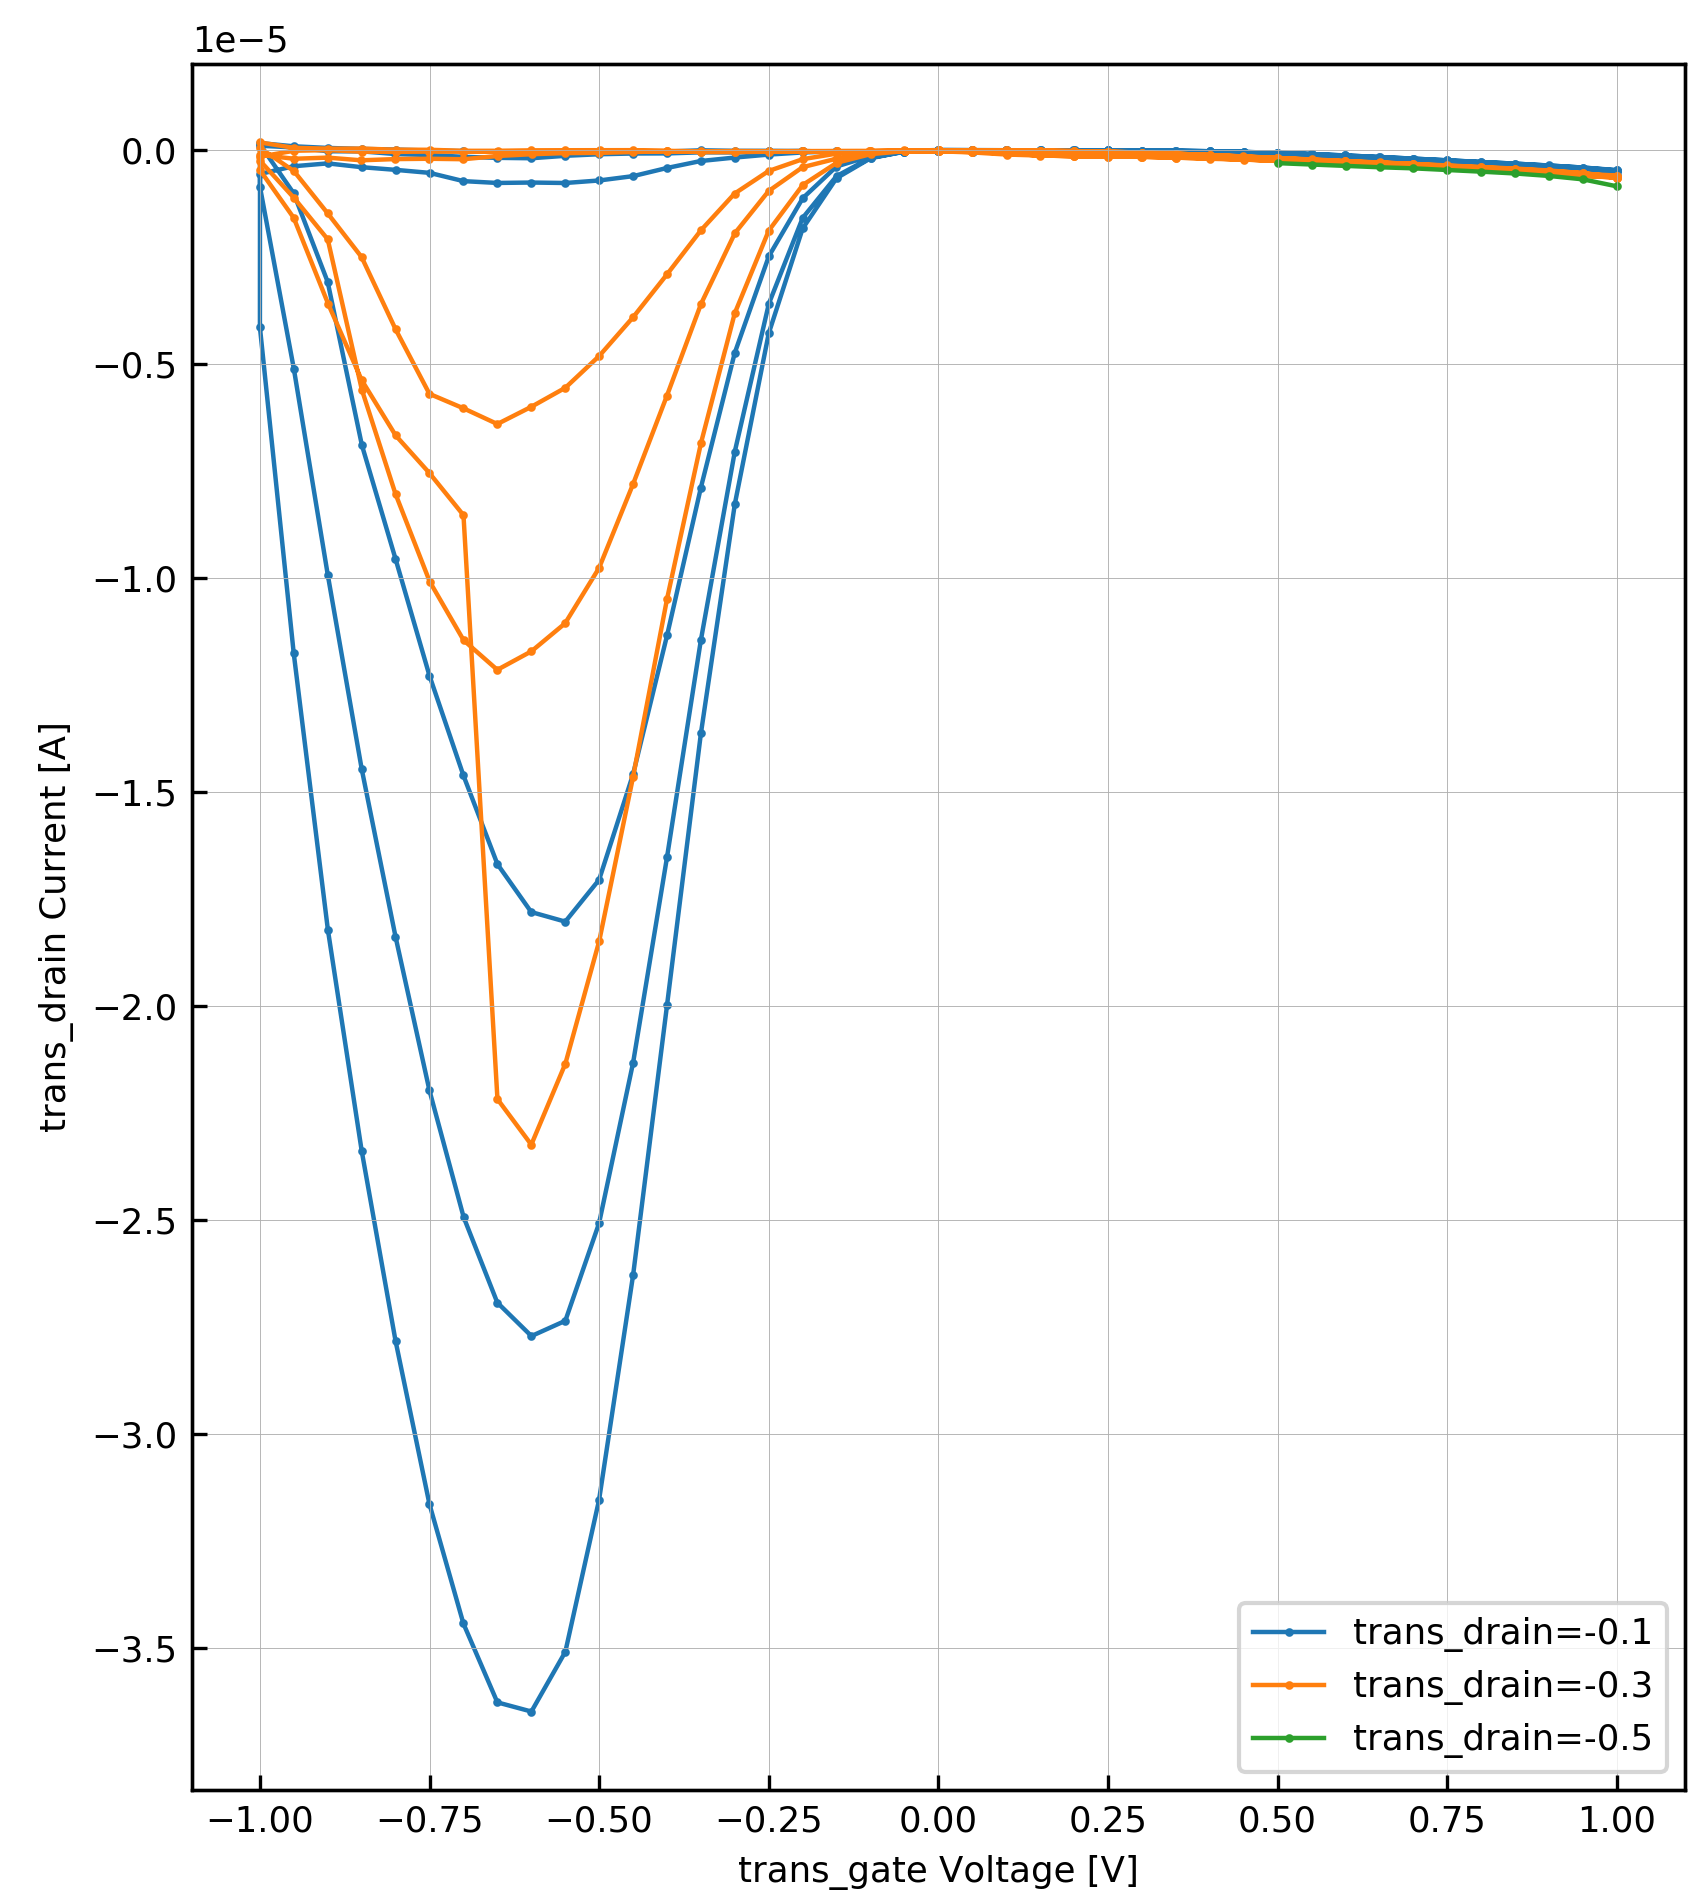 1e−5
0.0
−0.5
−1.0
−1.5
−2.0
−2.5
−3.0
−3.5
trans_drain Current [A]
trans_drain=-0.1
trans_drain=-0.3
trans_drain=-0.5
−1.00 −0.75 −0.50 −0.25 0.00 0.25 0.50 0.75 1.00
trans_gate Voltage [V]